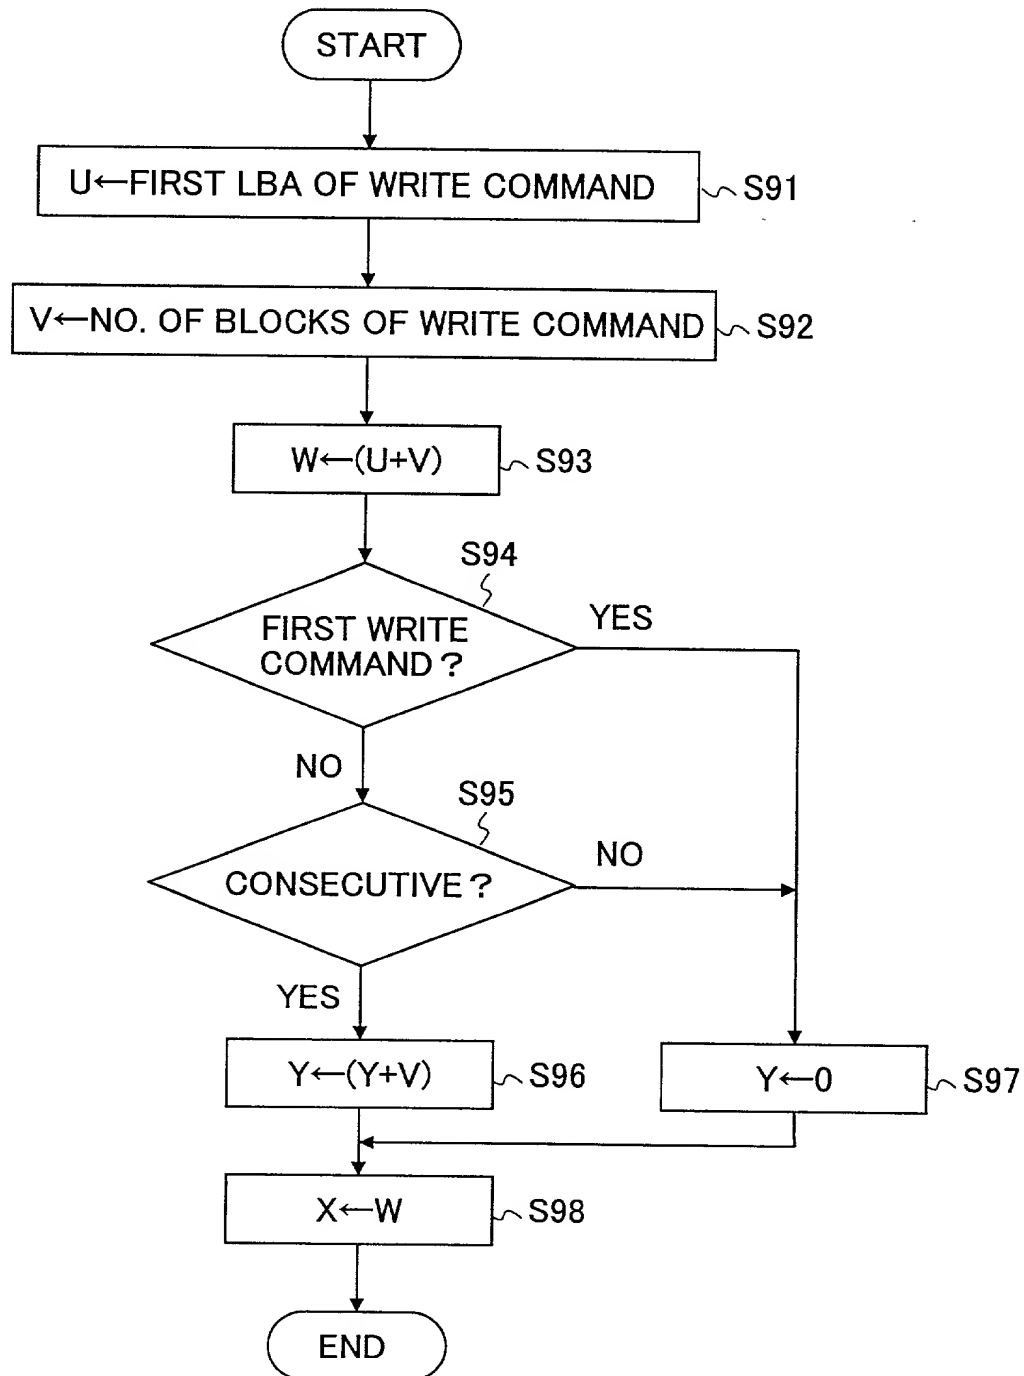 START
U←FIRST LBA OF WRITE COMMAND
S91
V←NO. OF BLOCKS OF WRITE COMMAND
S92
W←(U+V)
S93
S94
FIRST WRITE
COMMAND?
YES
NO
S95
CONSECUTIVE?
NO
YES
Y←(Y+V)
S96
Y←0
S97
X←W
S98
END